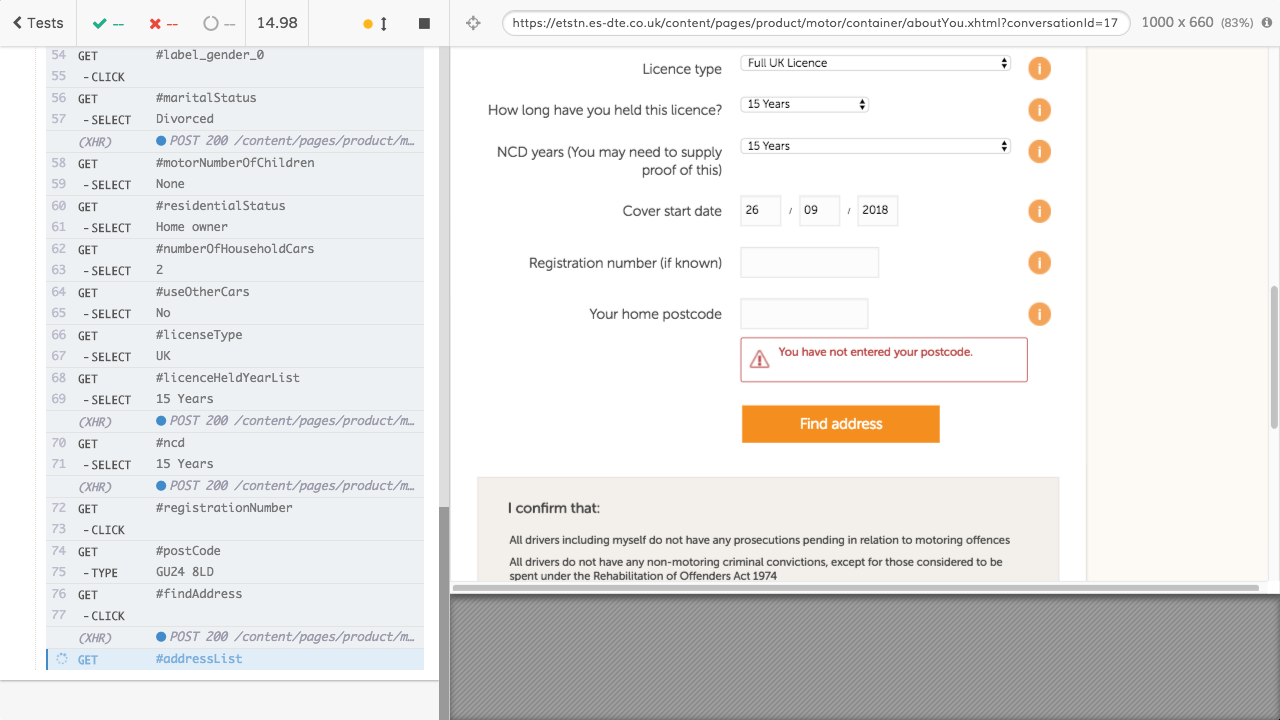 Tests
--
--
--
14.98
https://etstn.es-dte.co.uk/content/pages/product/motor/container/aboutYou.xhtml?conversationId=17
1000 x 660 (83%)
54 GET #label_gender_0
55 - CLICK
56 GET #maritalStatus
57 - SELECT Divorced
(XHR) POST 200 /content/pages/product/m...
58 GET #motorNumberOfChildren
59 - SELECT None
60 GET #residentialStatus
61 - SELECT Home owner
62 GET #numberOfHouseholdCars
63 - SELECT 2
64 GET #useOtherCars
65 - SELECT No
66 GET #licenseType
67 - SELECT UK
68 GET #licenceHeldYearList
69 - SELECT 15 Years
(XHR) POST 200 /content/pages/product/m...
70 GET #ncd
71 - SELECT 15 Years
(XHR) POST 200 /content/pages/product/m...
72 GET #registrationNumber
73 - CLICK
74 GET #postCode
75 - TYPE GU24 8LD
76 GET #findAddress
77 - CLICK
(XHR) POST 200 /content/pages/product/m...
GET #addressList
Licence type Full UK Licence i
How long have you held this licence? 15 Years i
NCD years (You may need to supply 15 Years i
proof of this)
Cover start date 26 / 09 / 2018 i
Registration number (if known) i
Your home postcode i
You have not entered your postcode.
Find address
I confirm that:
All drivers including myself do not have any prosecutions pending in relation to motoring offences
All drivers do not have any non-motoring criminal convictions, except for those considered to be
spent under the Rehabilitation of Offenders Act 1974